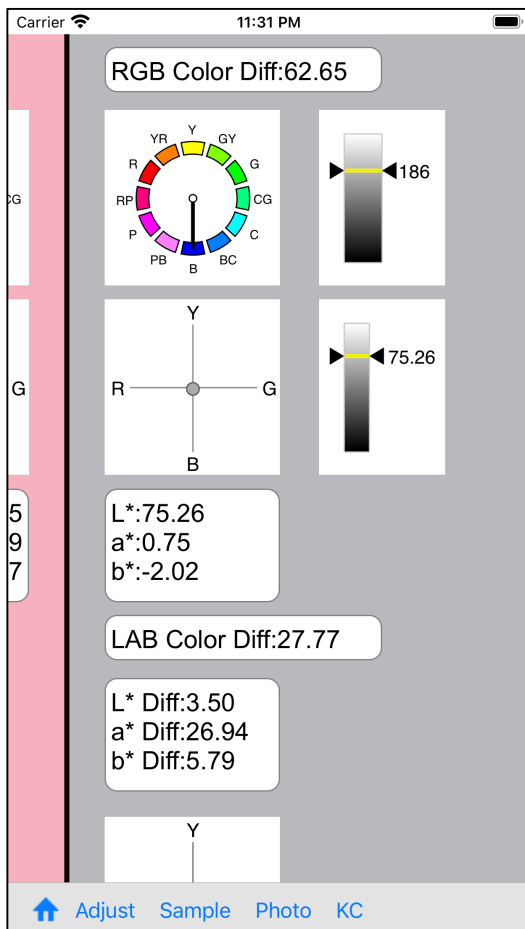 Carrier 11:31 PM
RGB Color Diff:62.65
Y
YR GY
R G
RP CG
P C
PB BC
B
186
CG
Y
R G
B
75.26
G
5
9
7
L*:75.26
a*:0.75
b*:-2.02
LAB Color Diff:27.77
L* Diff:3.50
a* Diff:26.94
b* Diff:5.79
Y
Adjust Sample Photo KC